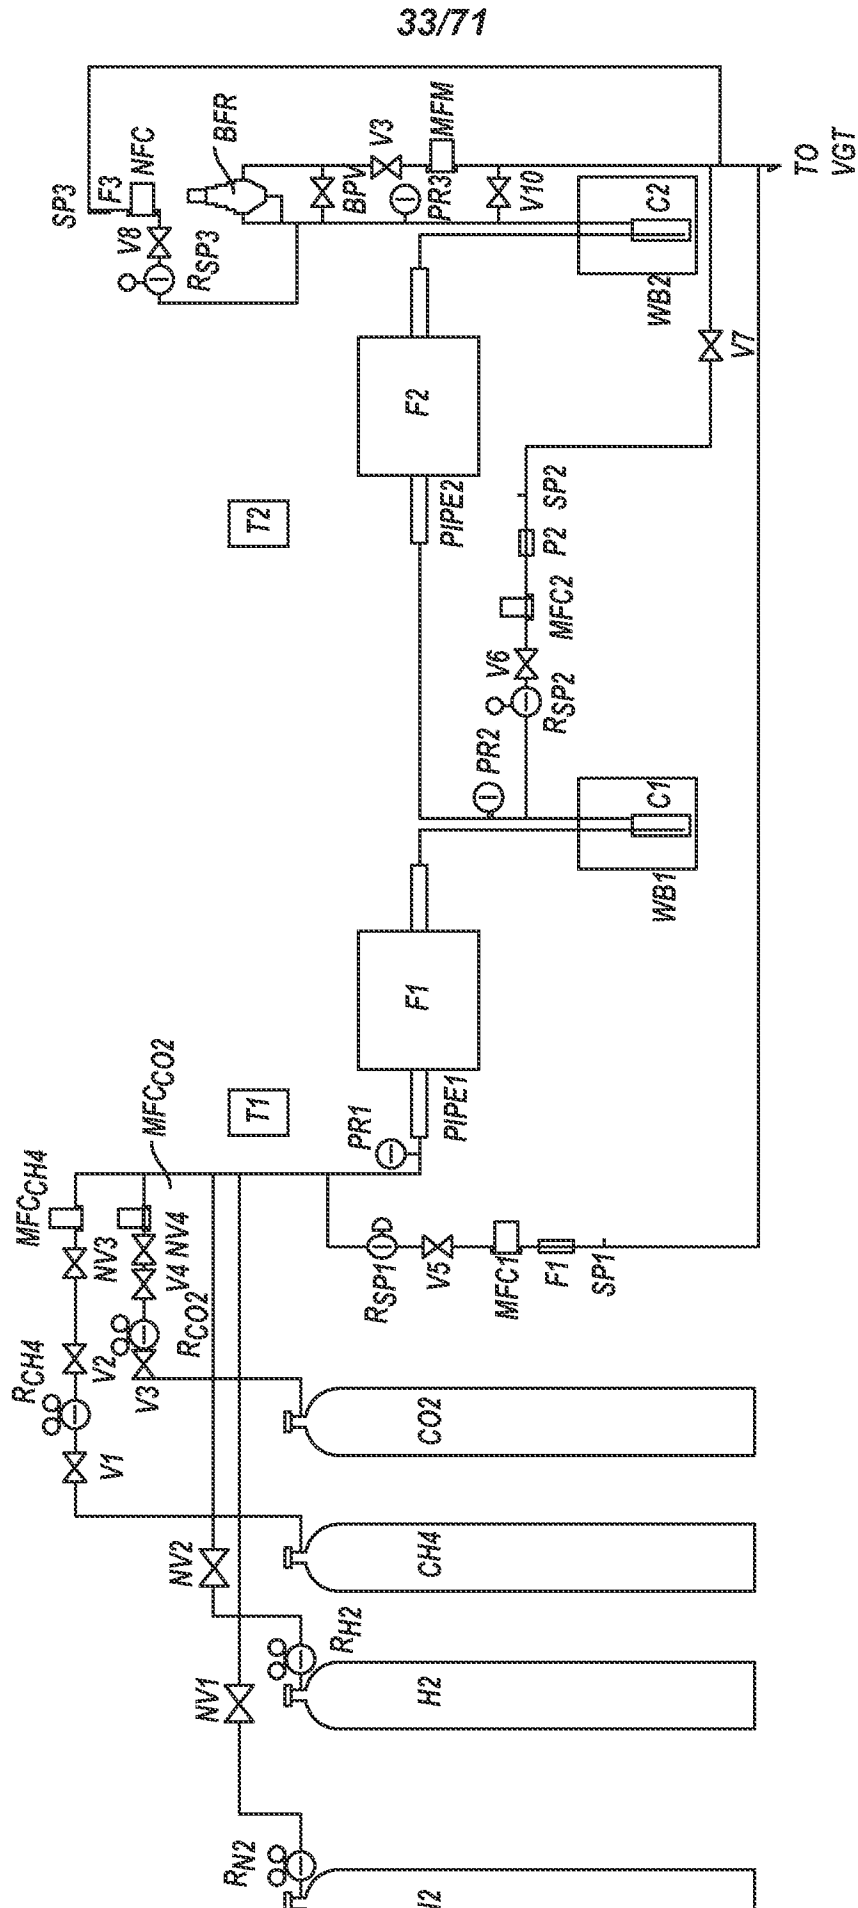 33/71
SP3
F3
NFC
V8
RSP3
BFR
BPV
V3
MFM
PR3
V10
C2
WB2
TO
VGT
V7
F2
PIPE2
T2
SP2
P2
MFC2
V6
RSP2
PR2
C1
WB1
F1
PIPE1
T1
PR1
MFCCO2
MFCCH4
NV3
V4 NV4
RCO2
RCH4
V2
V3
V1
RSP1
V5
MFC1
F1
SP1
CO2
CH4
NV2
RH2
H2
NV1
RN2